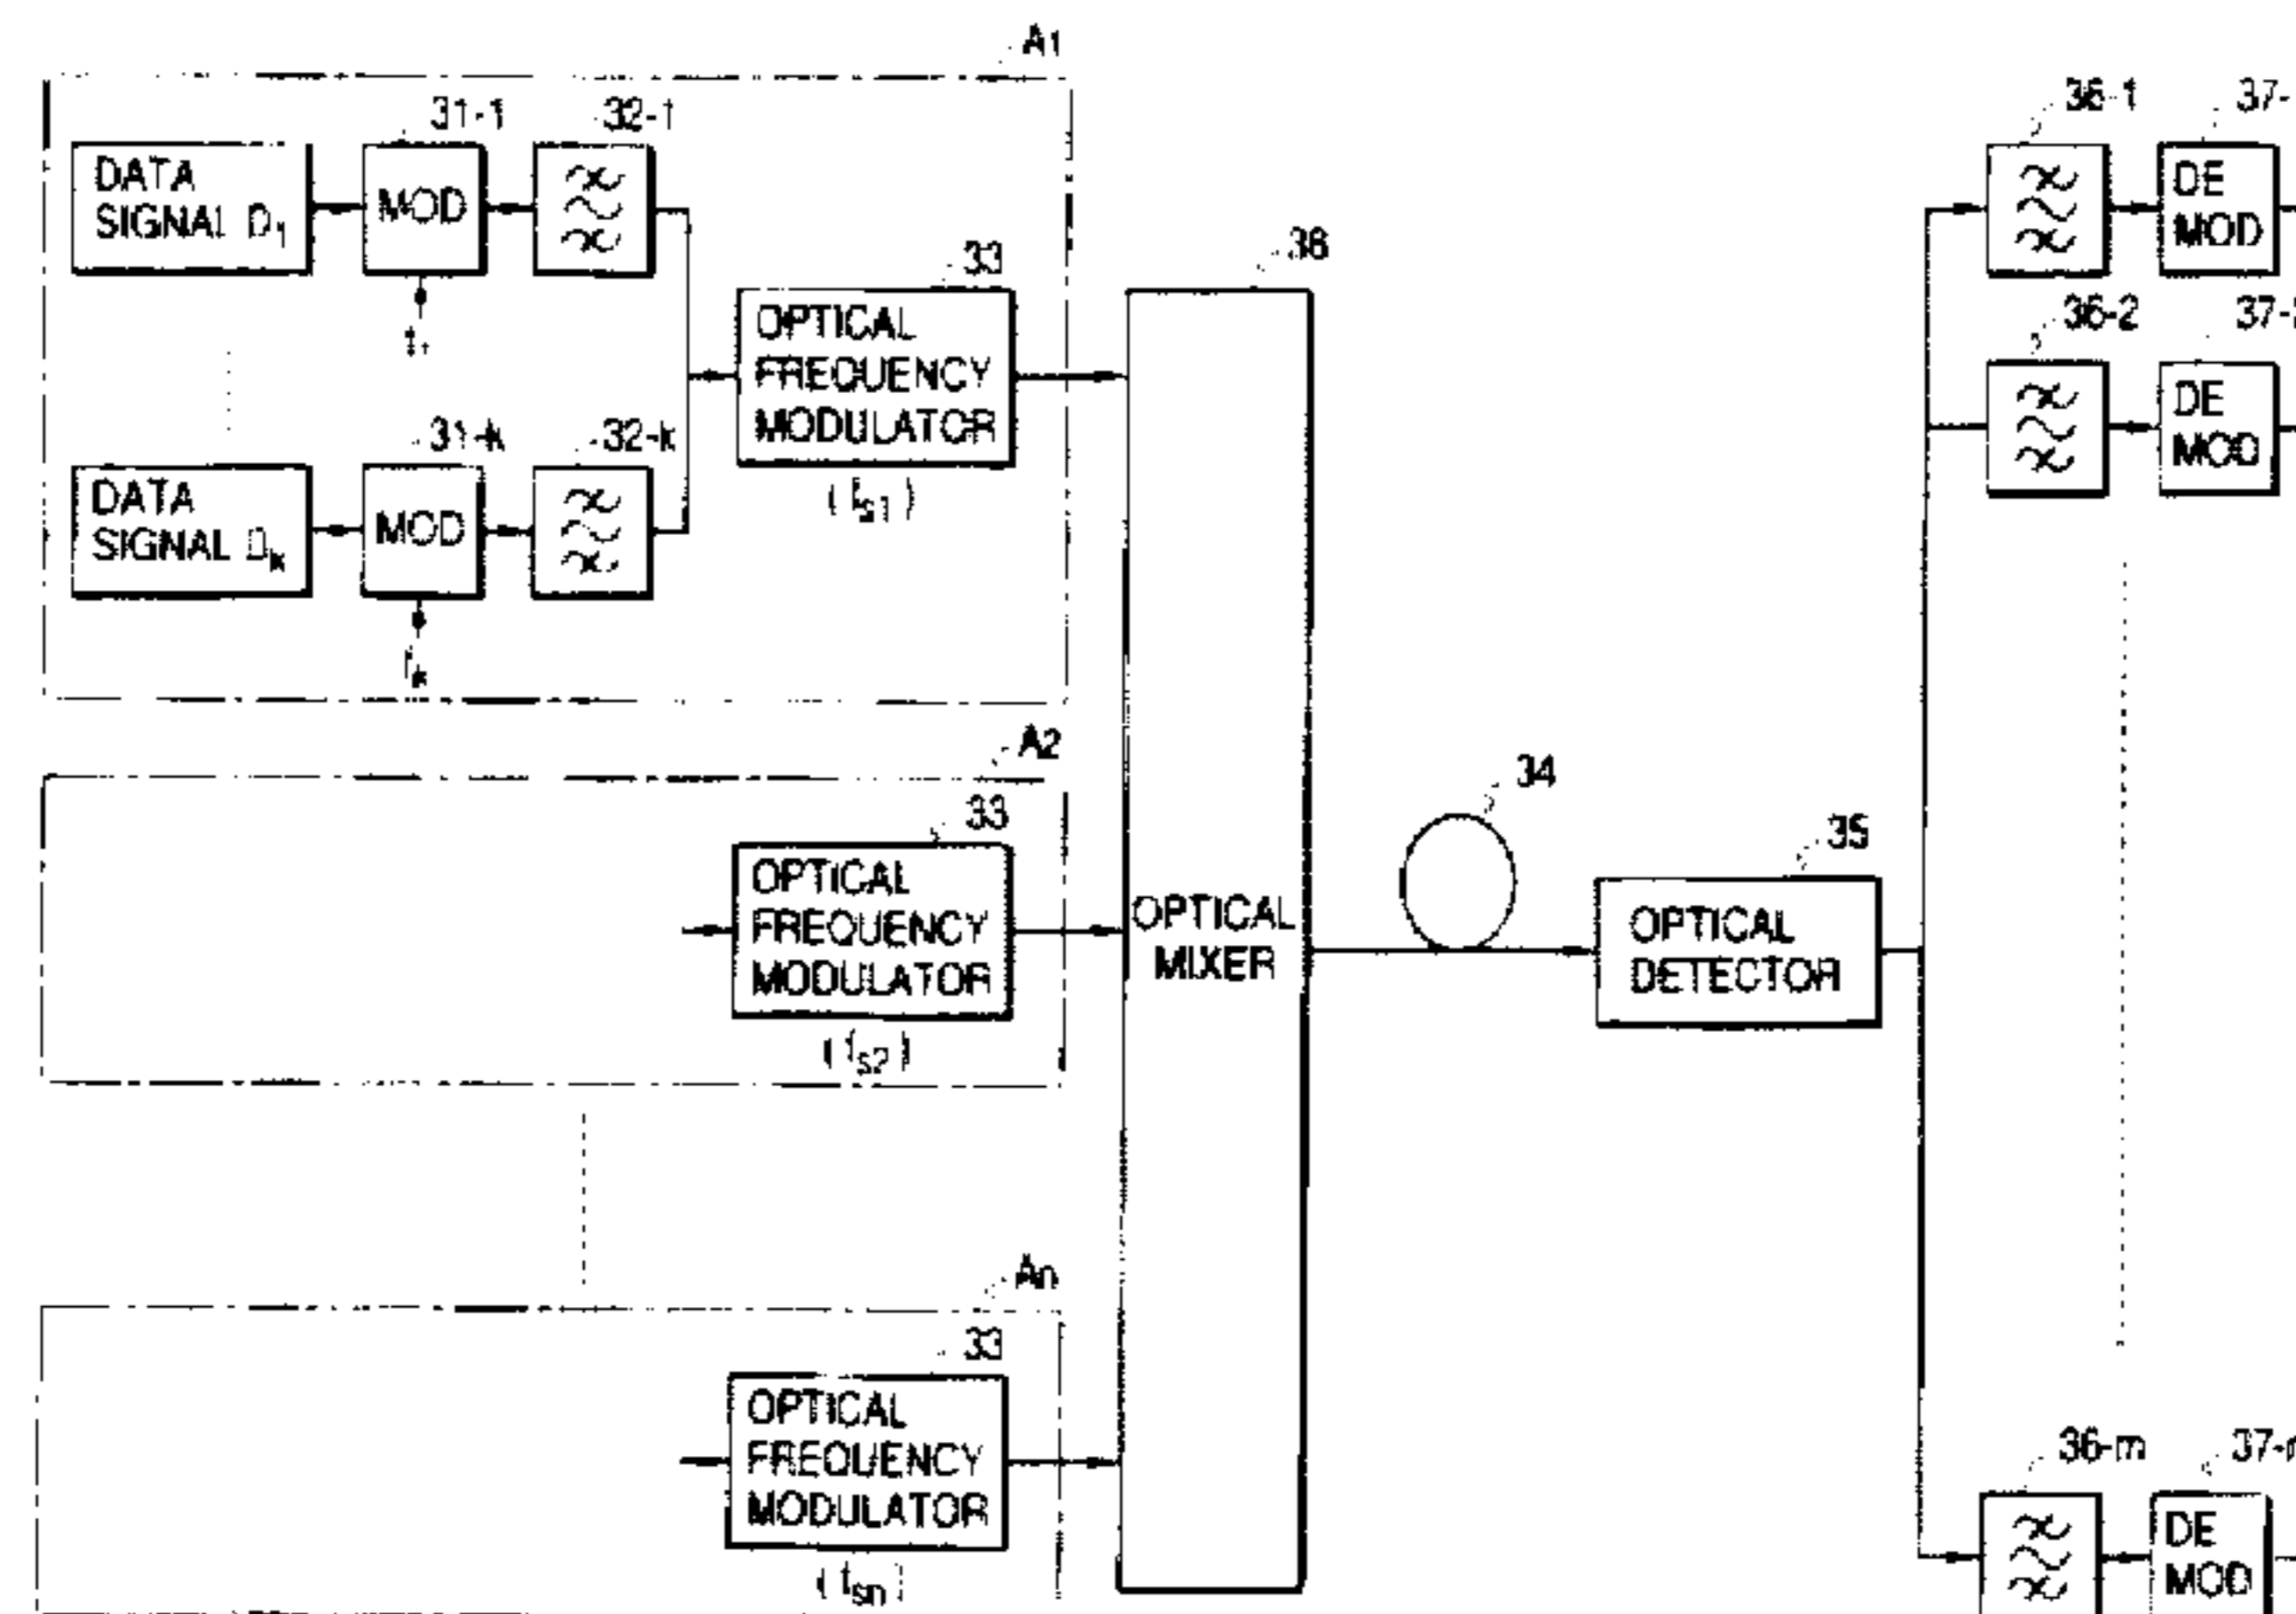 A1
31-1
32-1
DATA
SIGNAL D1
MOD
33
OPTICAL
FREQUENCY
MODULATOR
(fs1)
31-k
32-k
DATA
SIGNAL Dk
MOD
fk
A2
33
OPTICAL
FREQUENCY
MODULATOR
(fs2)
An
33
OPTICAL
FREQUENCY
MODULATOR
(fsn)
38
OPTICAL
MIXER
34
35
OPTICAL
DETECTOR
36-1
DE
MOD
36-2
DE
MOD
36-m
DE
MOD